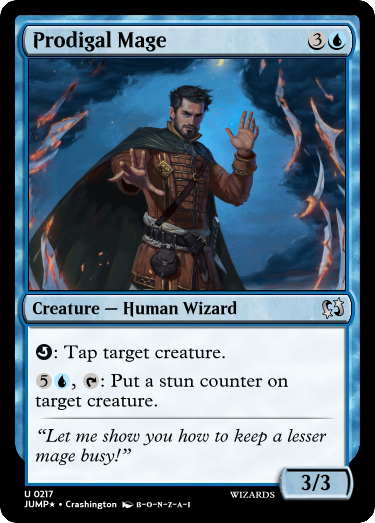 Prodigal Mage 3
Creature — Human Wizard
: Tap target creature.
5, : Put a stun counter on
target creature.
“Let me show you how to keep a lesser
mage busy!”
3/3
U 0217
JUMP★ • Crashington B-O-N-Z-A-I
WIZARDS